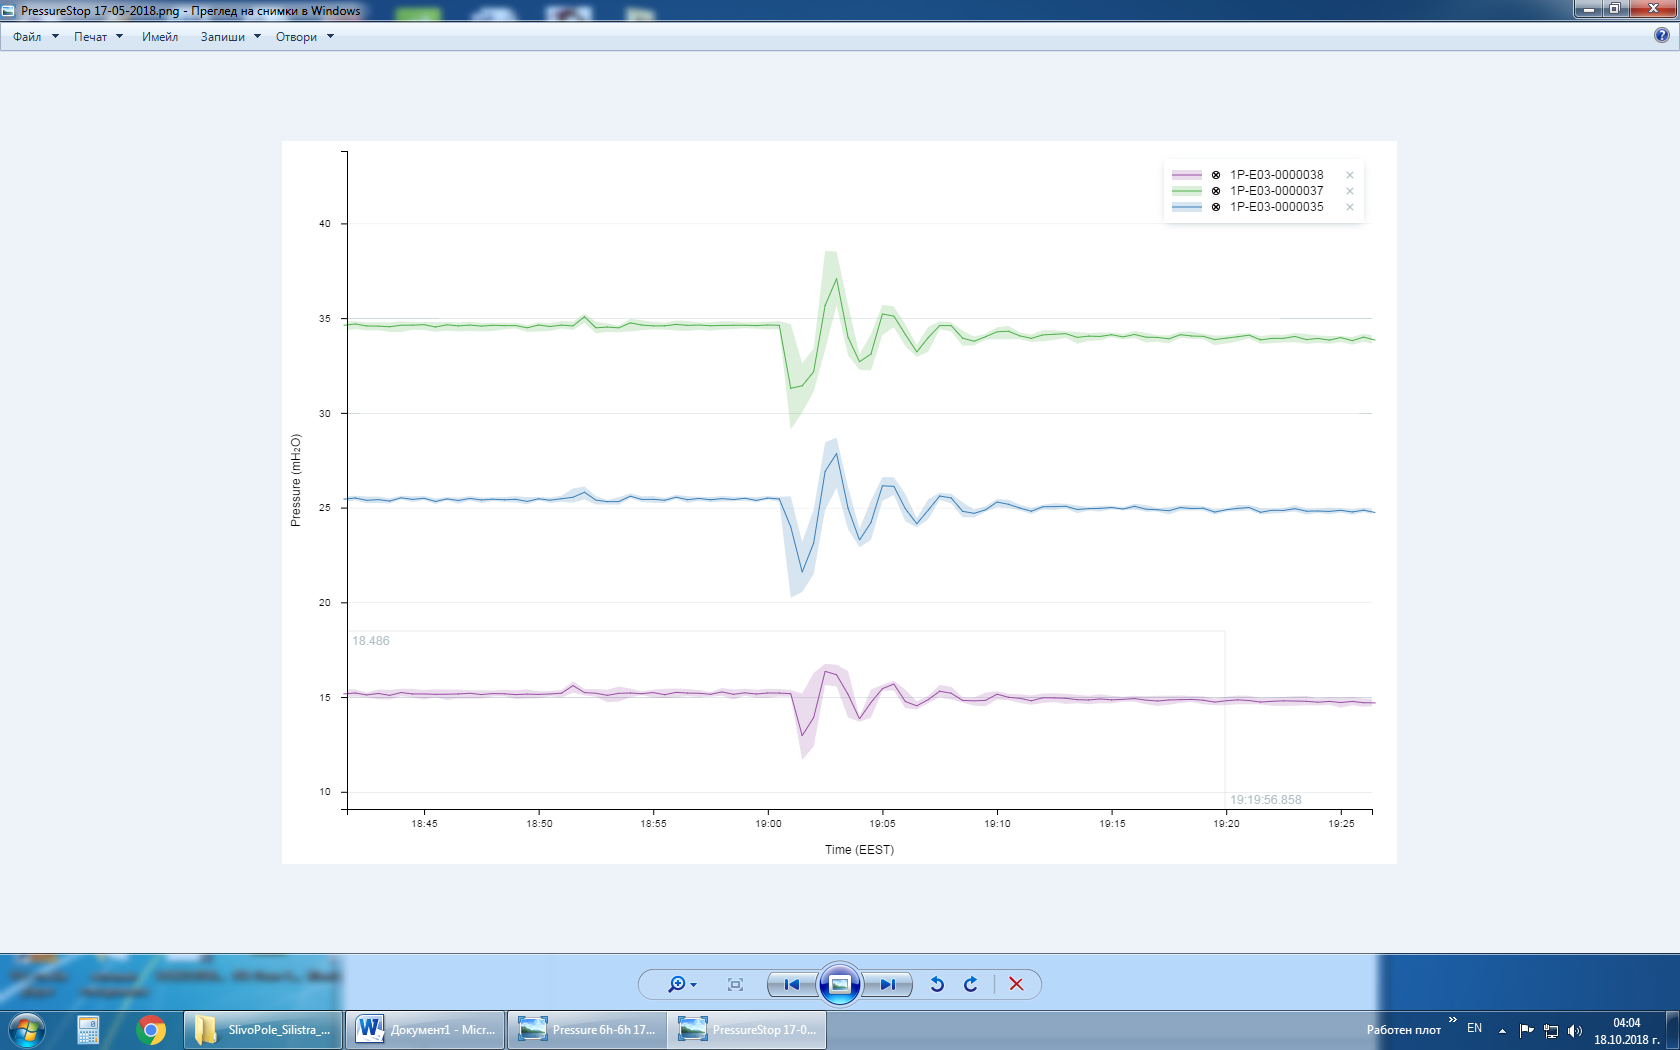 PressureStop 17-05-2018.png - Преглед на снимки в Windows
Файл Печат Имейл Запиши Отвори
1P-E03-0000038
1P-E03-0000037
1P-E03-0000035
40
35
30
25
20
15
10
Pressure (mH₂O)
18.486
19:19:56.858
18:45 18:50 18:55 19:00 19:05 19:10 19:15 19:20 19:25
Time (EEST)
SlivoPole_Silistra_...
Документ1 - Micr...
Pressure 6h-6h 17...
PressureStop 17-0...
Работен плот
EN
04:04
18.10.2018 г.